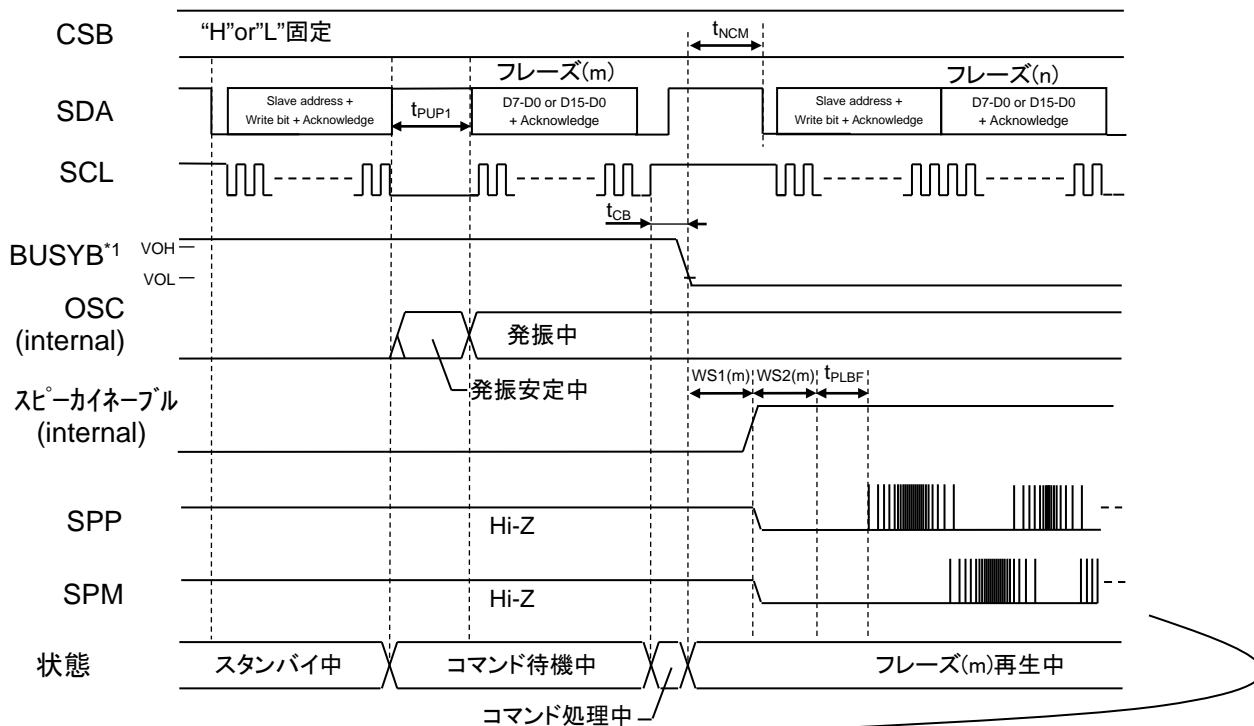 CSB
"H"or"L"固定
tNCM
フレーズ(m)
フレーズ(n)
SDA
Slave address +
Write bit + Acknowledge
tPUP1
D7-D0 or D15-D0
+ Acknowledge
Slave address +
Write bit + Acknowledge
D7-D0 or D15-D0
+ Acknowledge
SCL
tCB
BUSYB*1
VOH
VOL
OSC
(internal)
発振中
発振安定中
スピーカイネーブル
(internal)
WS1(m)
WS2(m)
tPLBF
SPP
Hi-Z
SPM
Hi-Z
状態
スタンバイ中
コマンド待機中
フレーズ(m)再生中
コマンド処理中